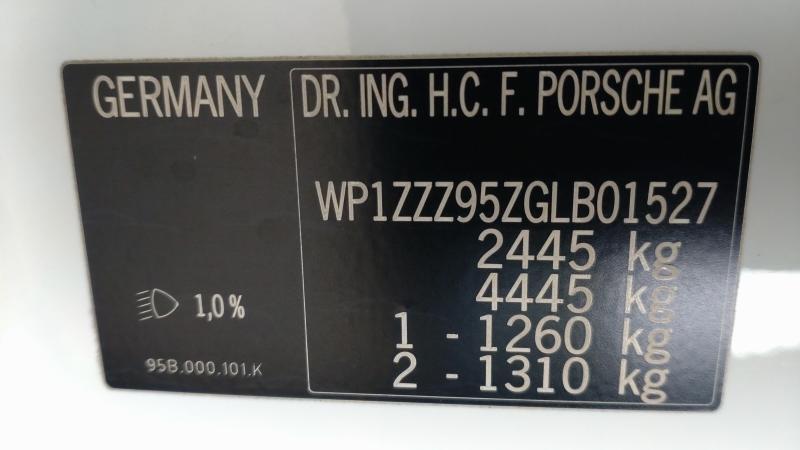 GERMANY
DR. ING. H.C. F. PORSCHE AG
WP1ZZZ95ZGLB01527
2445 kg
4445 kg
1 - 1260 kg
2 - 1310 kg
1,0%
95B.000.101.K